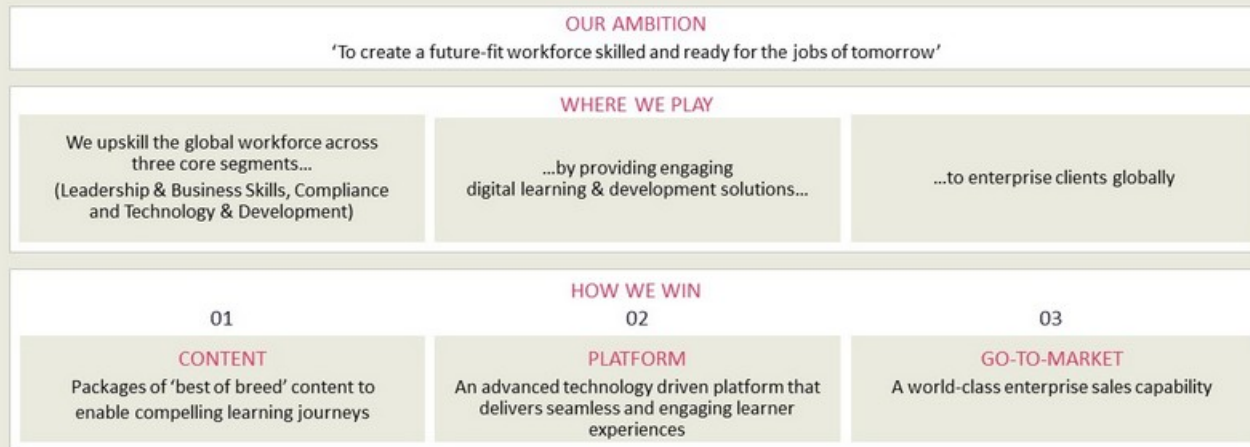 OUR AMBITION
‘To create a future-fit workforce skilled and ready for the jobs of tomorrow’
WHERE WE PLAY
We upskill the global workforce across
three core segments...
(Leadership & Business Skills, Compliance
and Technology & Development)
...by providing engaging
digital learning & development solutions...
...to enterprise clients globally
HOW WE WIN
01
CONTENT
Packages of ‘best of breed’ content to
enable compelling learning journeys
02
PLATFORM
An advanced technology driven platform that
delivers seamless and engaging learner
experiences
03
GO-TO-MARKET
A world-class enterprise sales capability